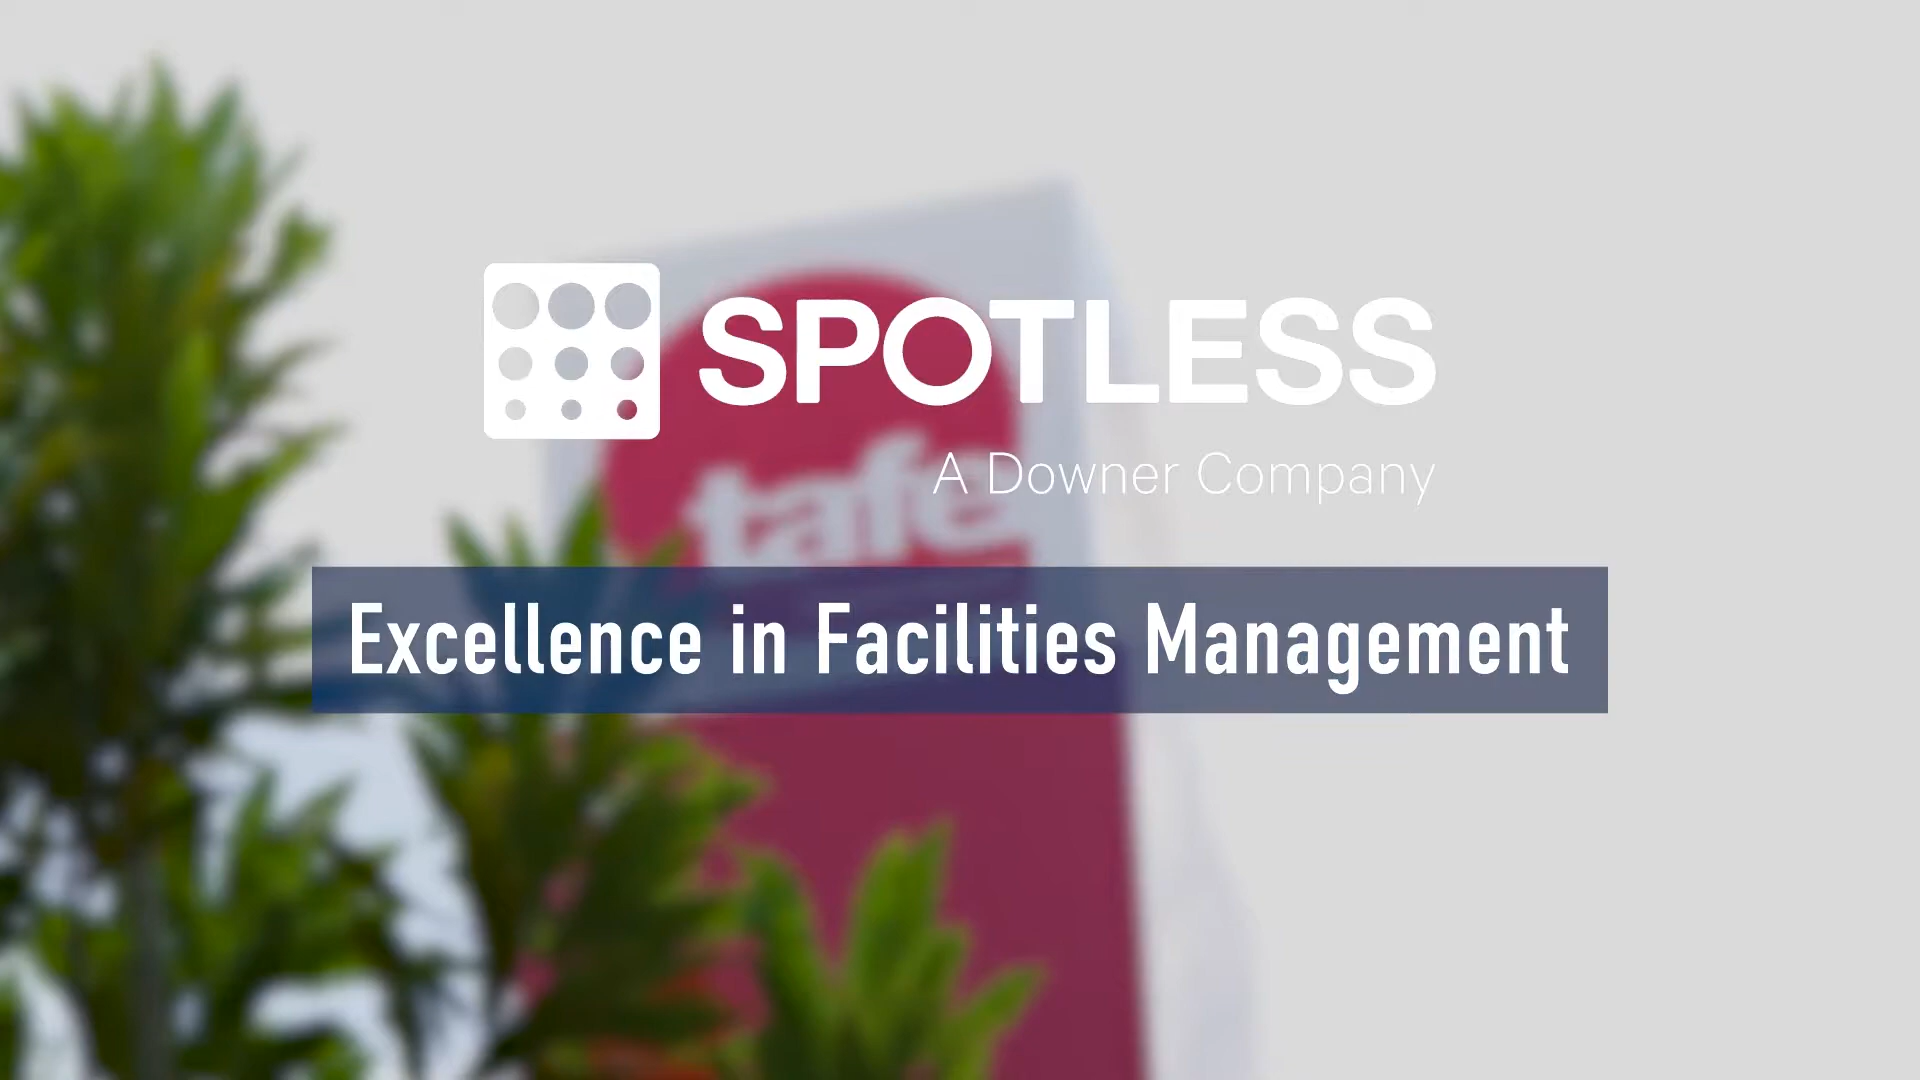 SPOTLESS
A Downer Company
tafe
Excellence in Facilities Management